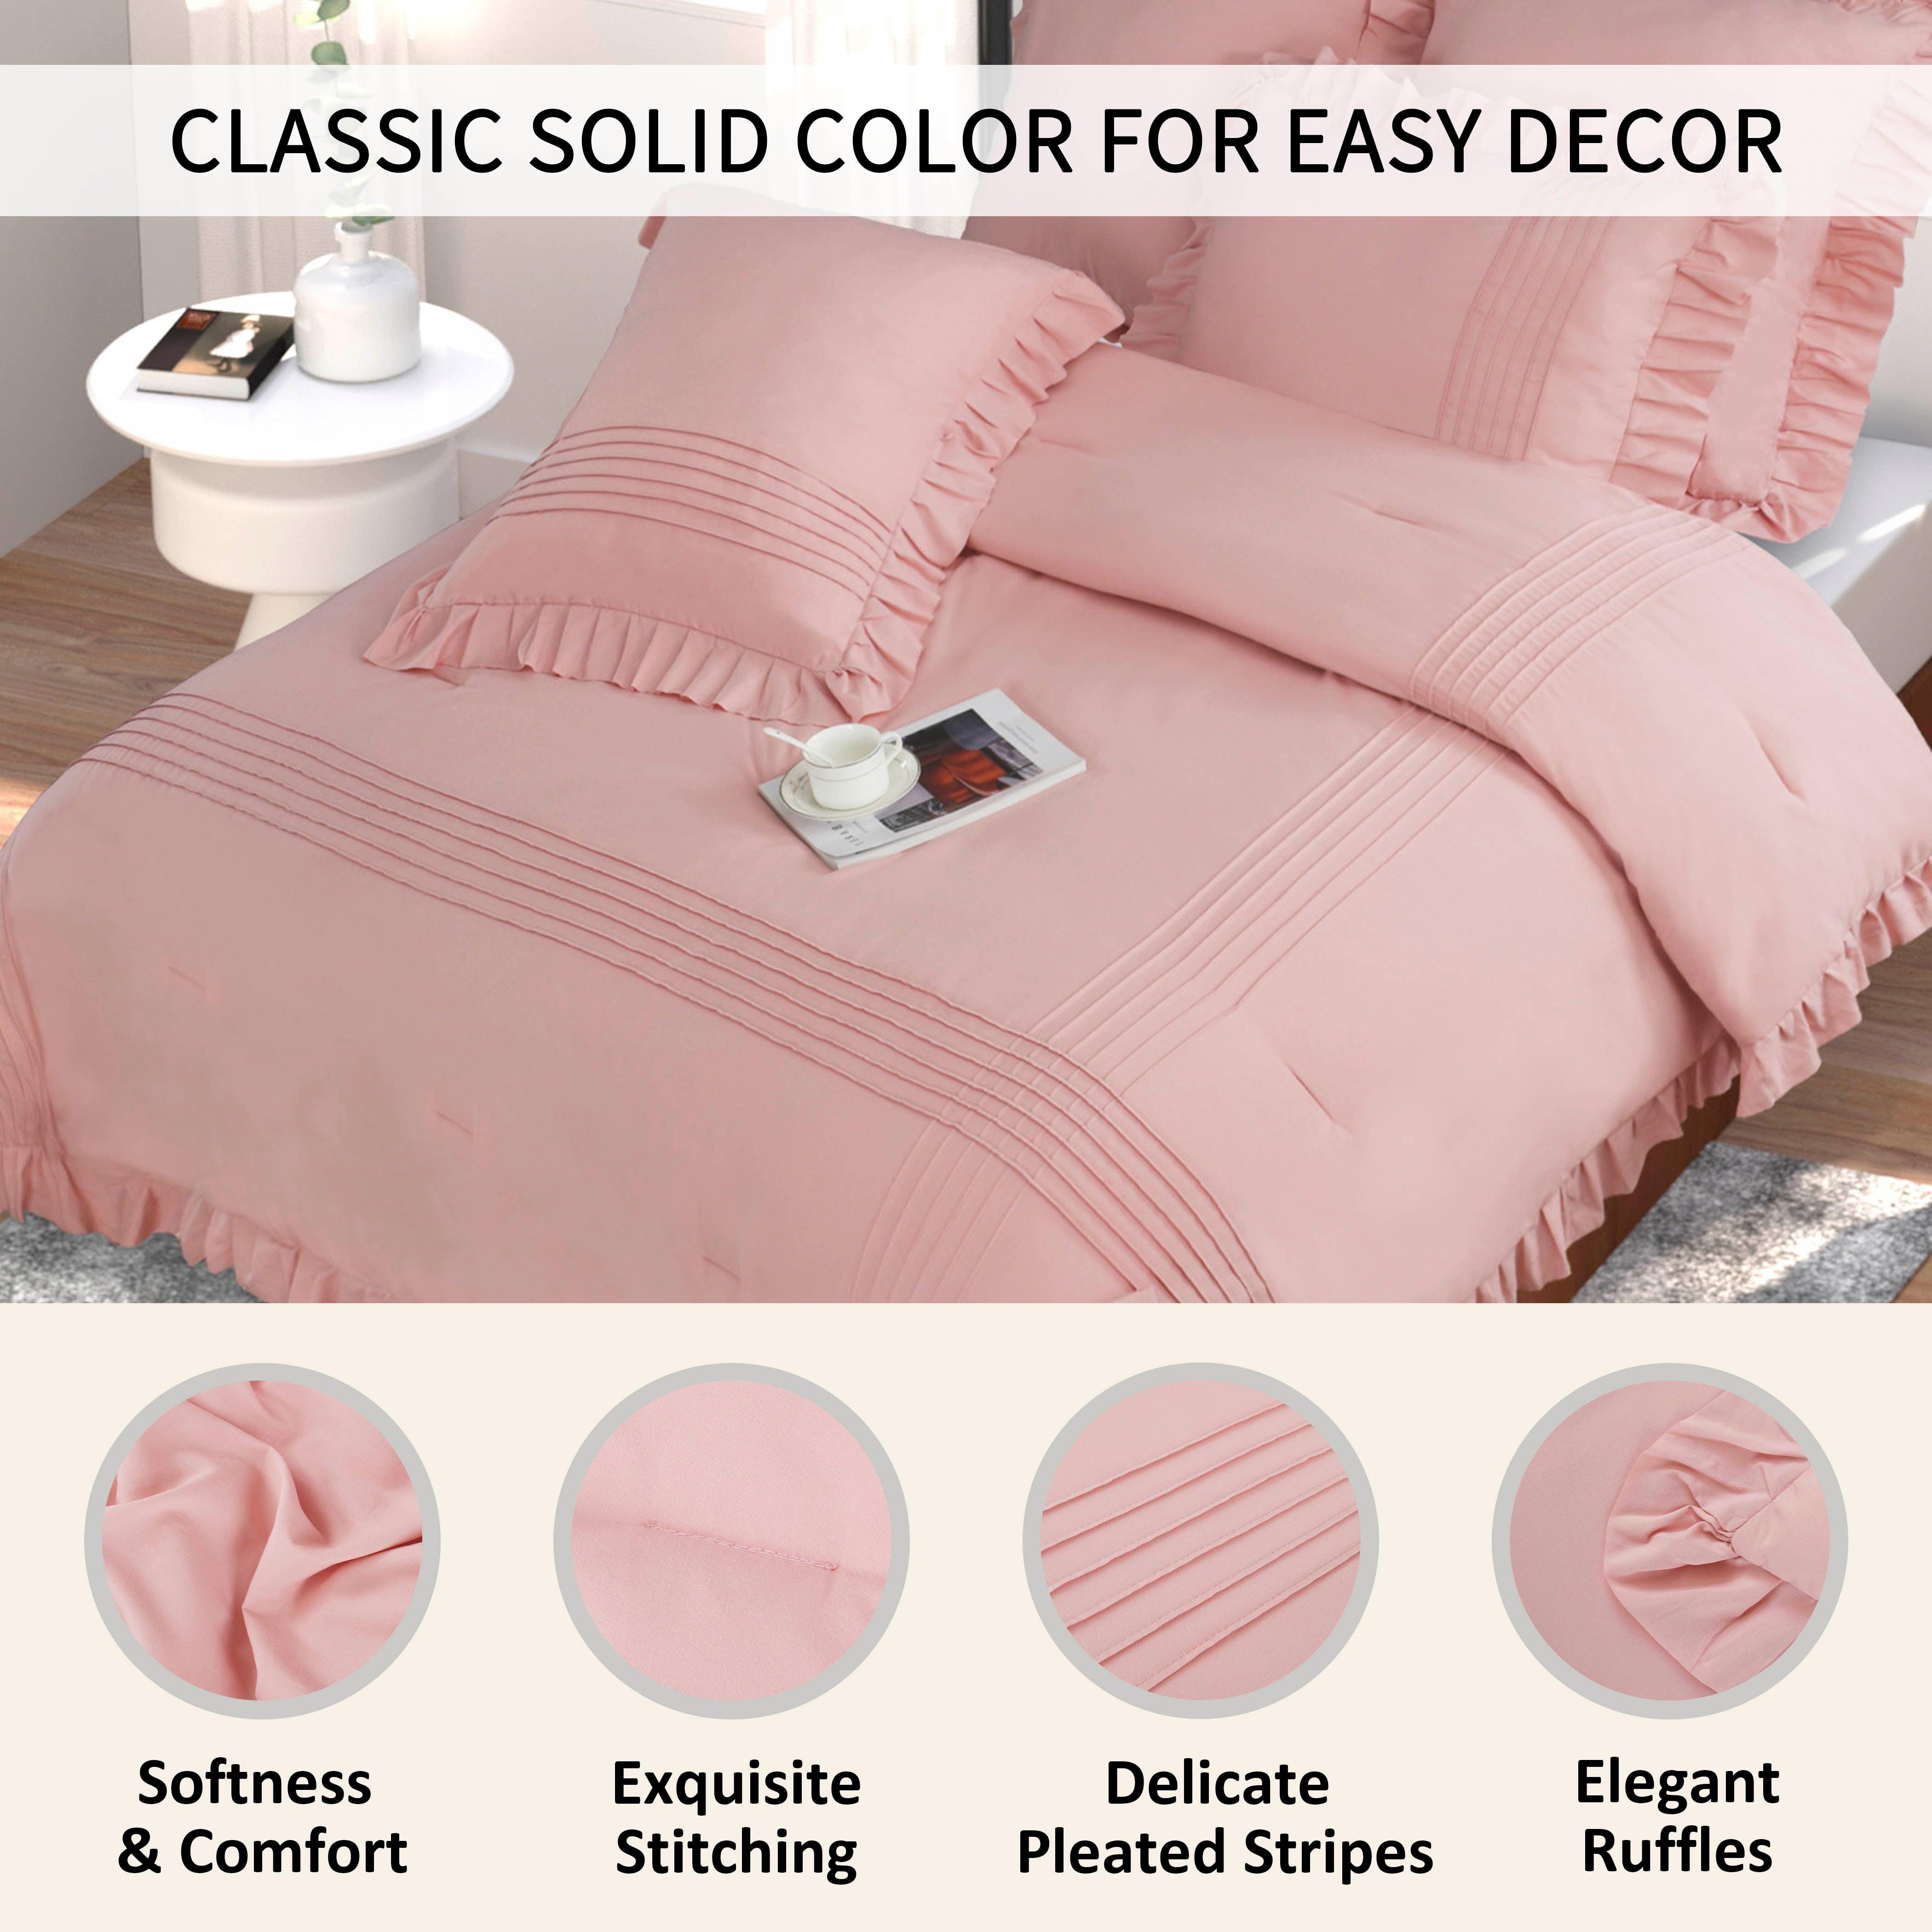 CLASSIC SOLID COLOR FOR EASY DECOR
Softness
& Comfort
Exquisite
Stitching
Delicate
Pleated Stripes
Elegant
Ruffles